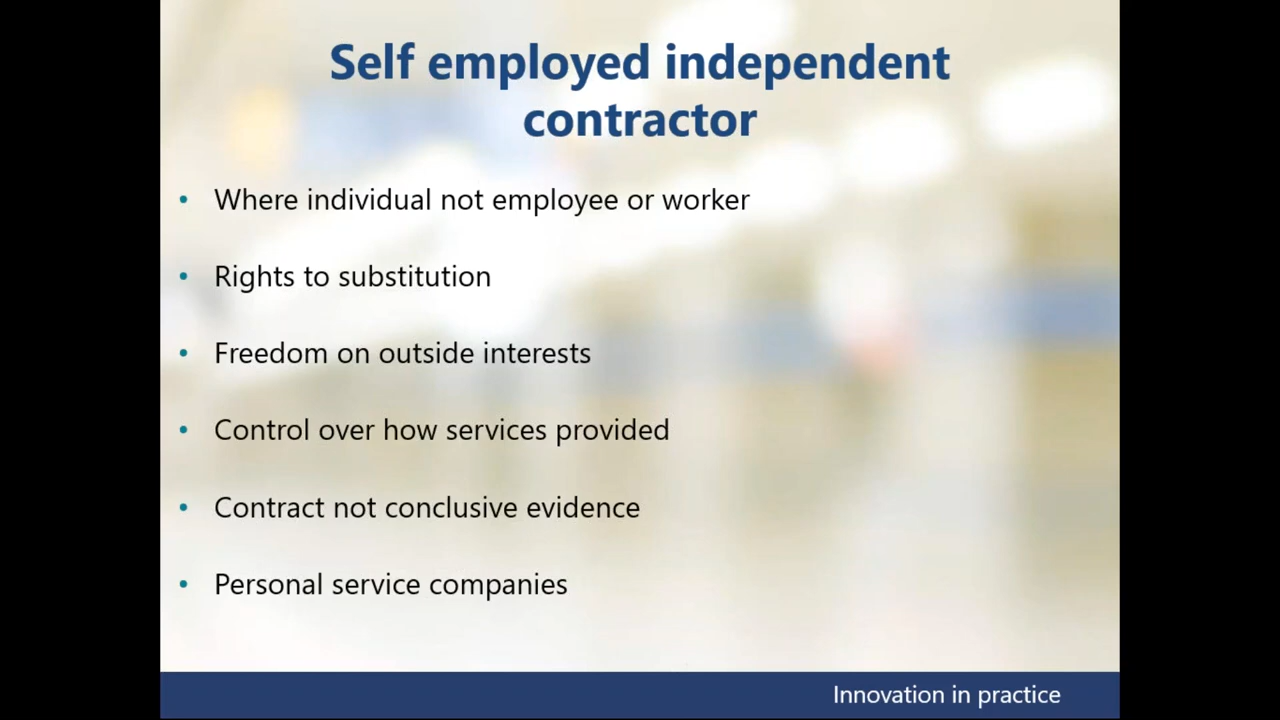 Self employed independent
contractor
• Where individual not employee or worker
• Rights to substitution
• Freedom on outside interests
• Control over how services provided
• Contract not conclusive evidence
• Personal service companies
Innovation in practice